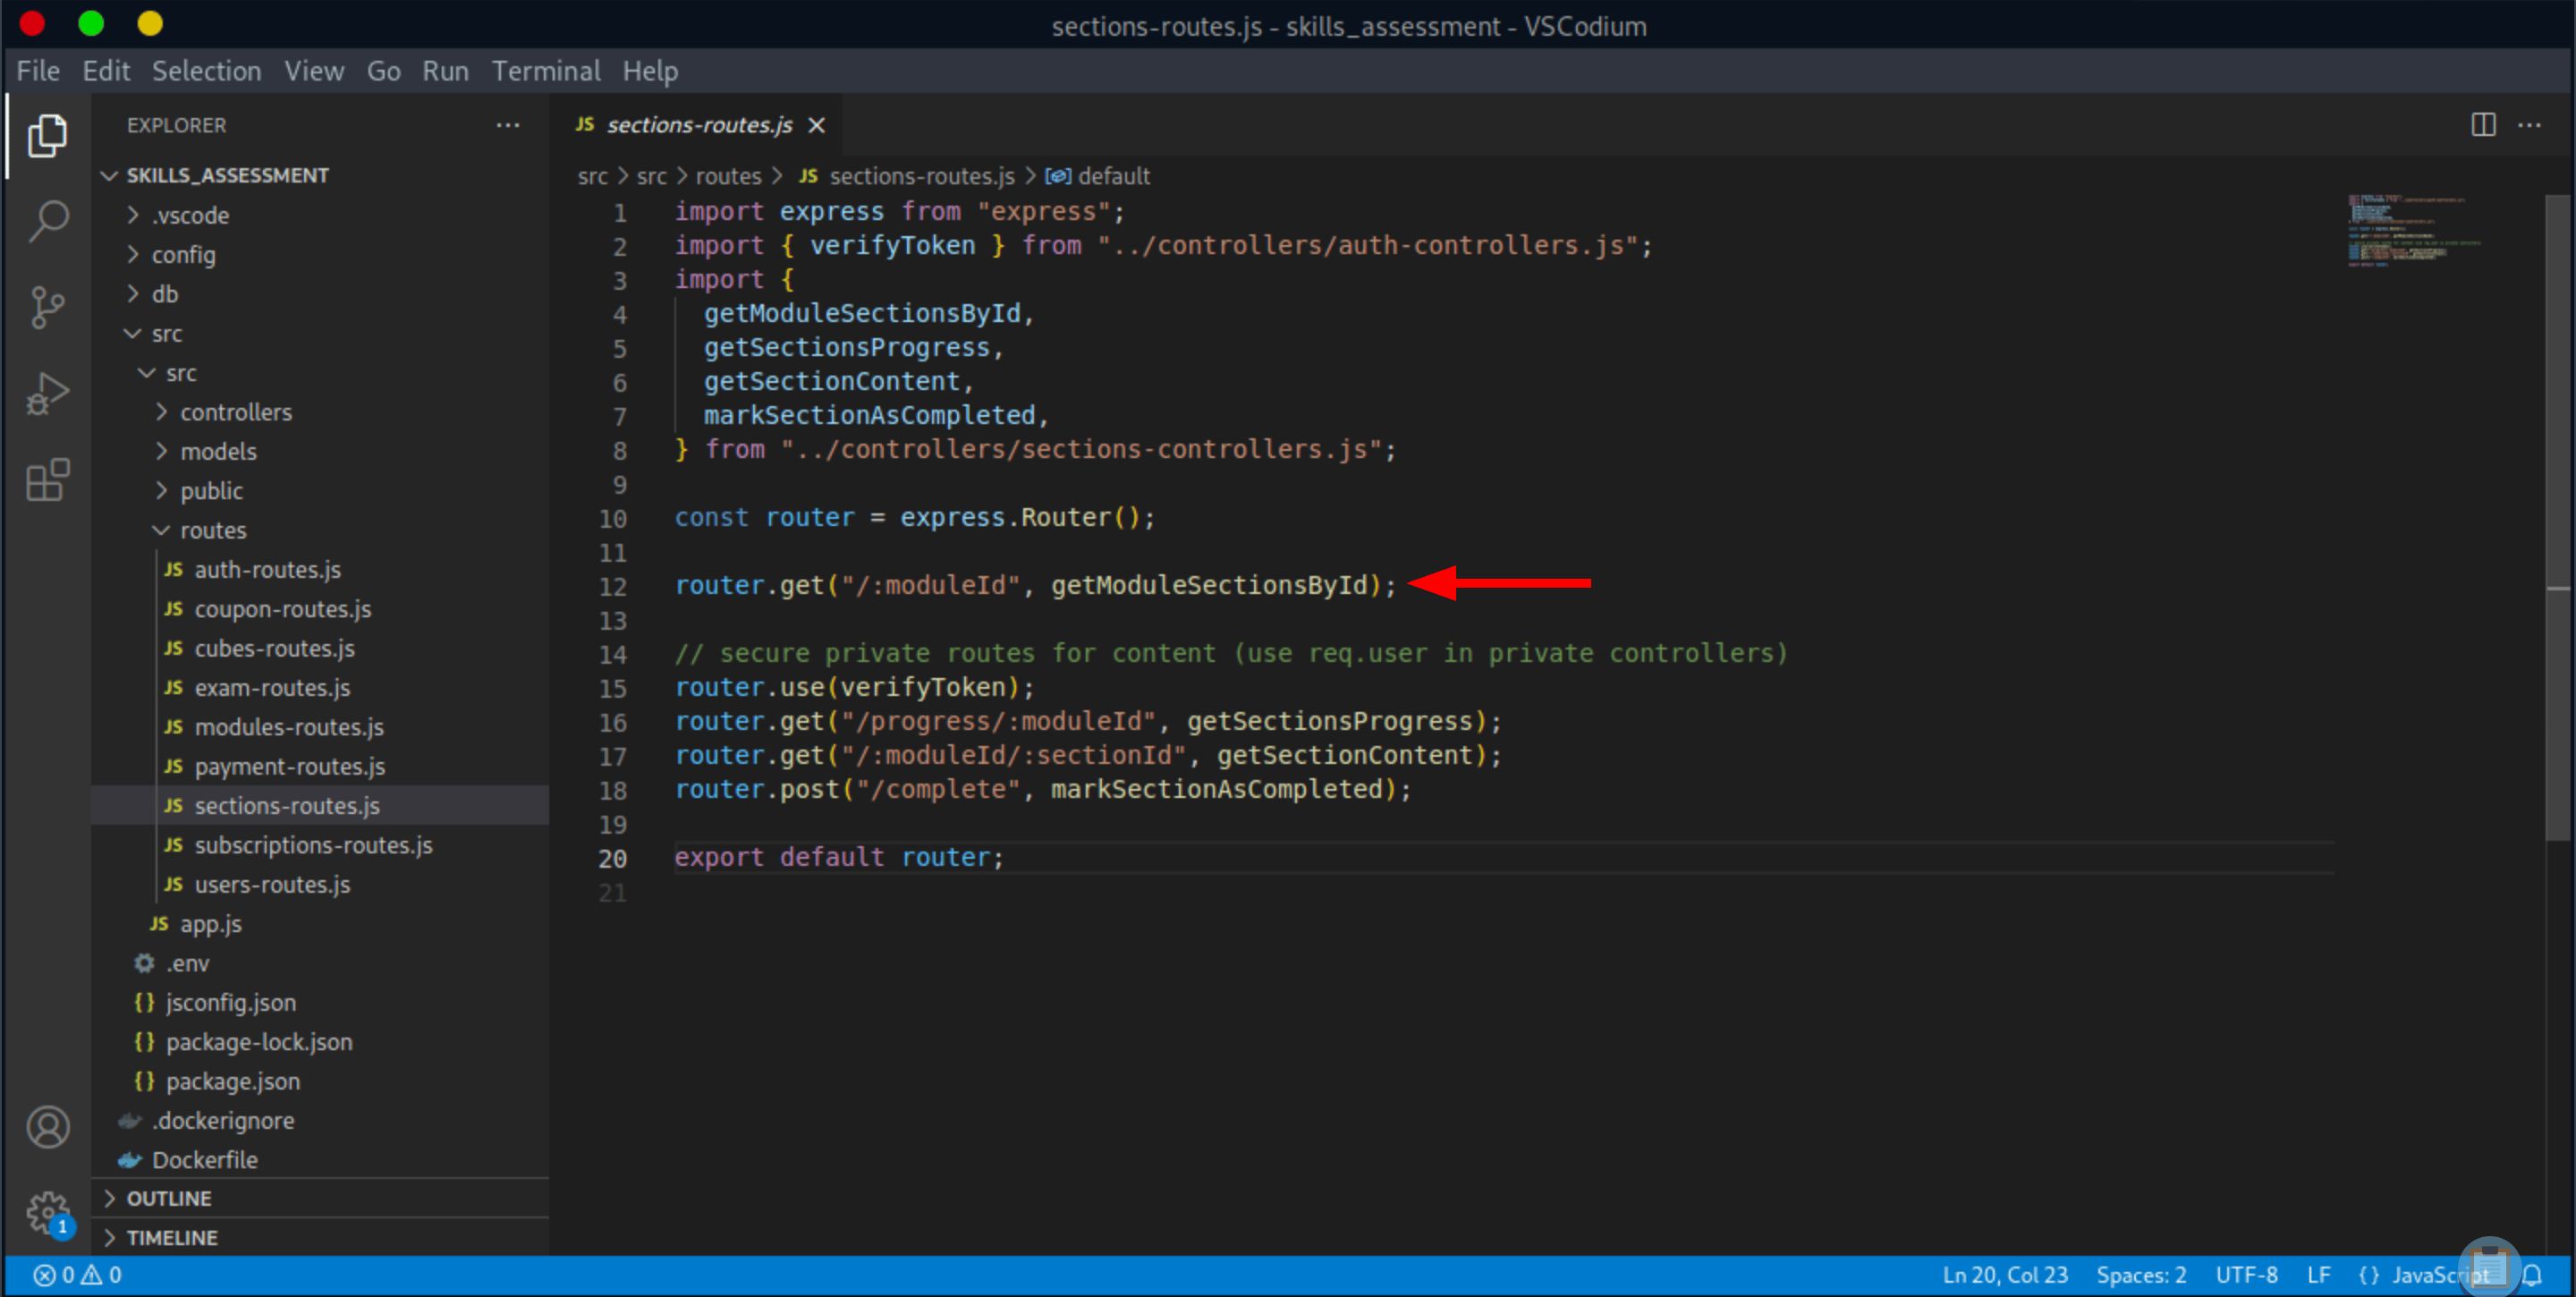 sections-routes.js - skills_assessment - VSCodium
File Edit Selection View Go Run Terminal Help
EXPLORER
SKILLS_ASSESSMENT
.vscode
config
db
src
src
controllers
models
public
routes
JS auth-routes.js
JS coupon-routes.js
JS cubes-routes.js
JS exam-routes.js
JS modules-routes.js
JS payment-routes.js
JS sections-routes.js
JS subscriptions-routes.js
JS users-routes.js
JS app.js
.env
{} jsconfig.json
{} package-lock.json
{} package.json
.dockerignore
Dockerfile
OUTLINE
TIMELINE
1
JS sections-routes.js
src > src > routes > JS sections-routes.js > default
1 import express from "express";
2 import { verifyToken } from "../controllers/auth-controllers.js";
3 import {
4 getModuleSectionsById,
5 getSectionsProgress,
6 getSectionContent,
7 markSectionAsCompleted,
8 } from "../controllers/sections-controllers.js";
9
10 const router = express.Router();
11
12 router.get("/:moduleId", getModuleSectionsById);
13
14 // secure private routes for content (use req.user in private controllers)
15 router.use(verifyToken);
16 router.get("/progress/:moduleId", getSectionsProgress);
17 router.get("/:moduleId/:sectionId", getSectionContent);
18 router.post("/complete", markSectionAsCompleted);
19
20 export default router;
21
0 0 Ln 20, Col 23 Spaces: 2 UTF-8 LF {} JavaScript